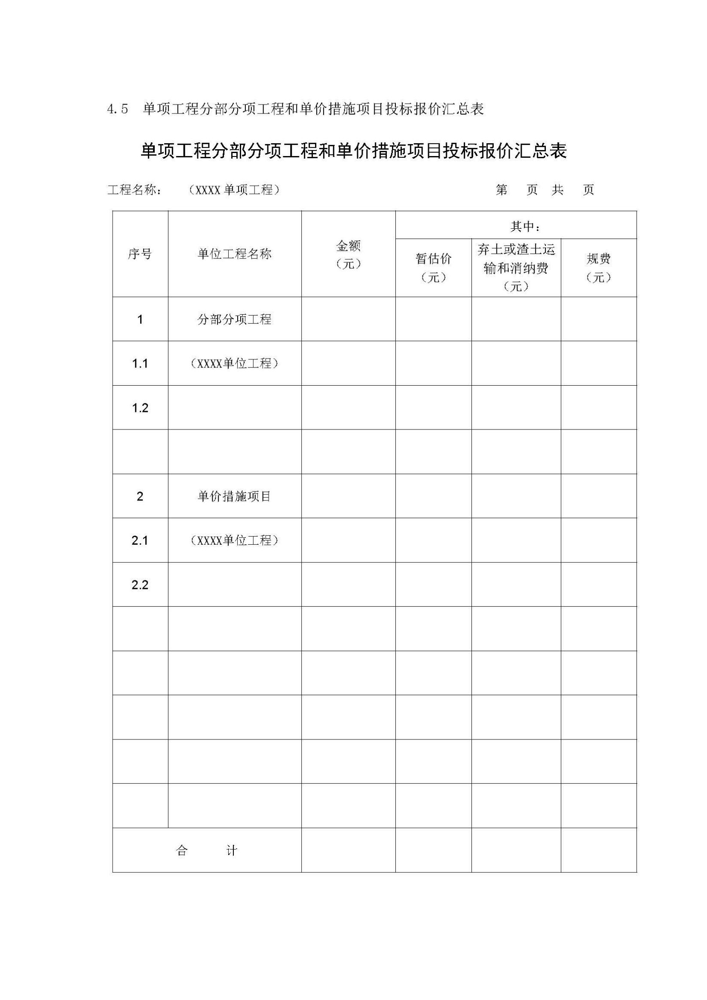 4.5 单项工程分部分项工程和单价措施项目投标报价汇总表
单项工程分部分项工程和单价措施项目投标报价汇总表
工程名称： （XXXX 单项工程） 第 页 共 页
序号
单位工程名称
金额
（元）
其中：
暂估价
（元）
弃土或渣土运
输和消纳费
（元）
规费
（元）
1 分部分项工程
1.1 （XXXX单位工程）
1.2
2 单价措施项目
2.1 （XXXX单位工程）
2.2
合 计